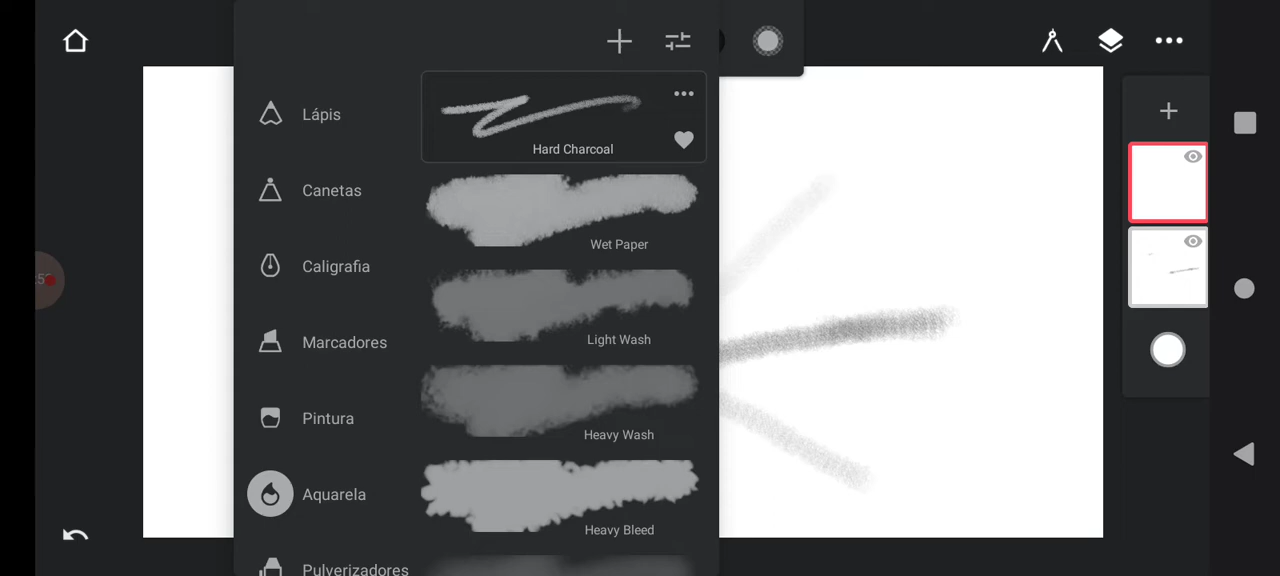 Lápis
Hard Charcoal
Canetas
Wet Paper
Caligrafia
Light Wash
Marcadores
Pintura
Heavy Wash
Aquarela
Heavy Bleed
Pulverizadores